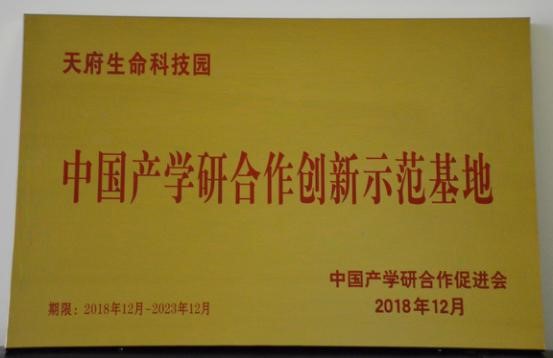 天府生命科技园
中国产学研合作创新示范基地
中国产学研合作促进会
2018年12月
期限：2018年12月-2023年12月